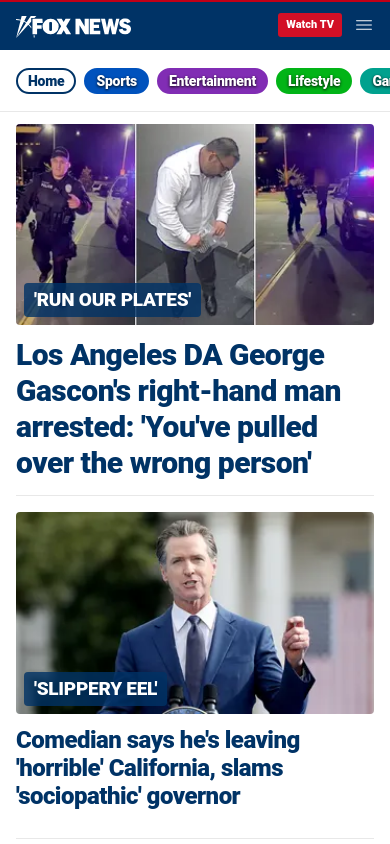 FOX NEWS
Watch TV
Home
Sports
Entertainment
Lifestyle
'RUN OUR PLATES'
Los Angeles DA George
Gascon's right-hand man
arrested: 'You've pulled
over the wrong person'
'SLIPPERY EEL'
Comedian says he's leaving
'horrible' California, slams
'sociopathic' governor